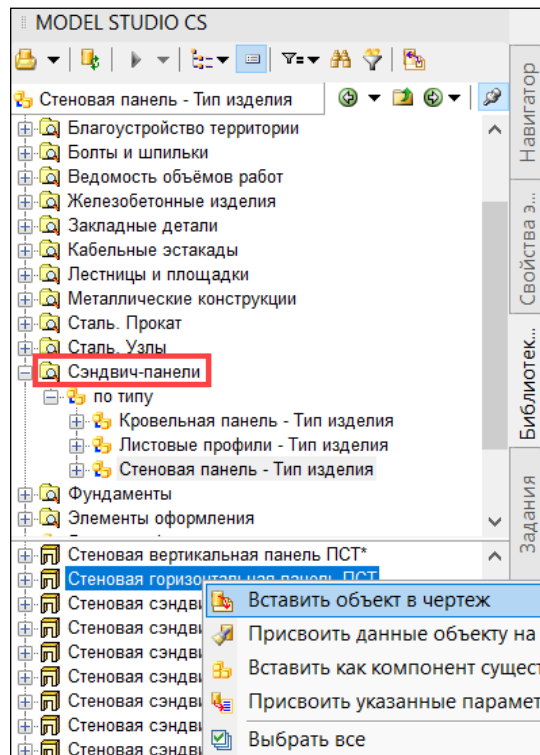 MODEL STUDIO CS
Стеновая панель - Тип изделия
Благоустройство территории
Болты и шпильки
Ведомость объёмов работ
Железобетонные изделия
Закладные детали
Кабельные эстакады
Лестницы и площадки
Металлические конструкции
Сталь. Прокат
Сталь. Узлы
Сэндвич-панели
по типу
Кровельная панель - Тип изделия
Листовые профили - Тип изделия
Стеновая панель - Тип изделия
Фундаменты
Элементы оформления
Стеновая вертикальная панель ПСТ*
Стеновая горизонтальная панель ПСТ
Стеновая сэндви
Стеновая сэндви
Стеновая сэндви
Стеновая сэндви
Стеновая сэндви
Стеновая сэндви
Стеновая сэндви
Вставить объект в чертеж
Присвоить данные объекту на
Вставить как компонент сущест
Присвоить указанные парамет
Выбрать все
Навигатор
Свойства э...
Библиотек...
Задания